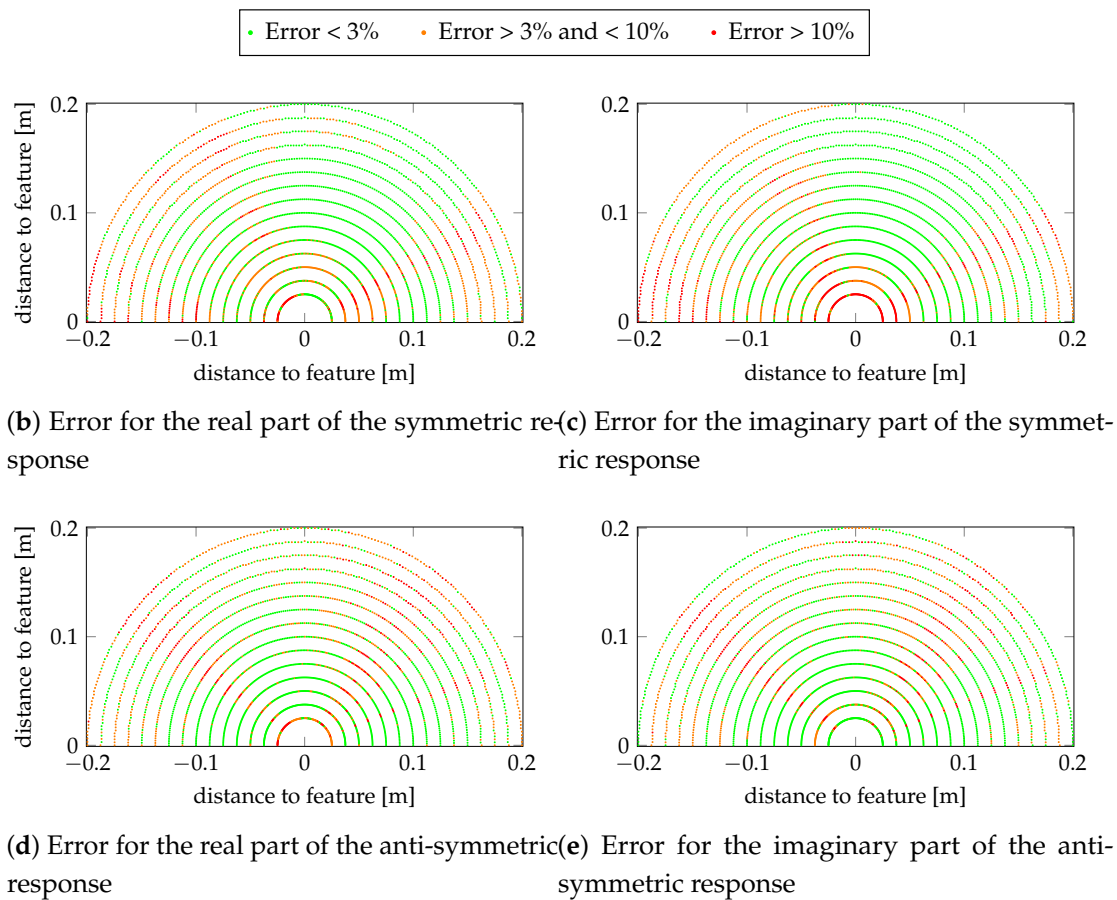 Error < 3% Error > 3% and < 10% Error > 10%
0.2
0.1
0
distance to feature [m]
−0.2 −0.1 0 0.1 0.2
distance to feature [m]
(b) Error for the real part of the symmetric re-
sponse
0.2
0.1
0
−0.2 −0.1 0 0.1 0.2
distance to feature [m]
(c) Error for the imaginary part of the symmet-
ric response
0.2
0.1
0
distance to feature [m]
−0.2 −0.1 0 0.1 0.2
distance to feature [m]
(d) Error for the real part of the anti-symmetric
response
0.2
0.1
0
−0.2 −0.1 0 0.1 0.2
distance to feature [m]
(e) Error for the imaginary part of the anti-
symmetric response